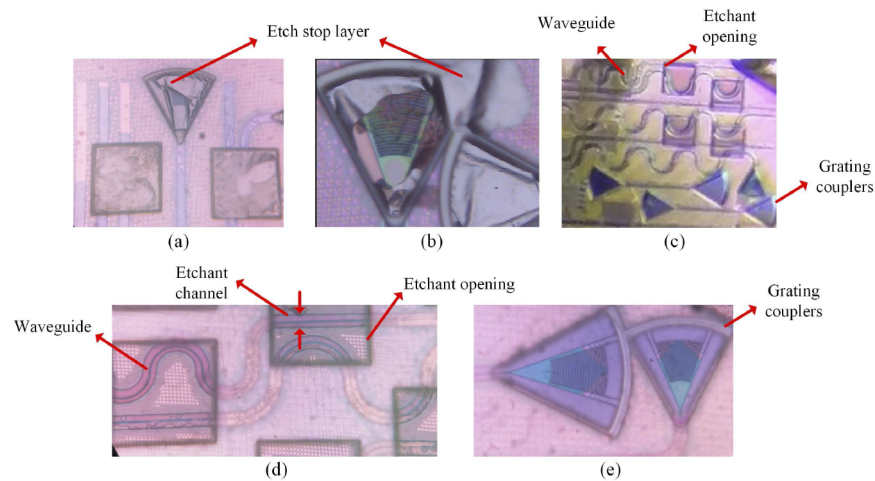 Etch stop layer
Waveguide
Etchant
opening
Grating
couplers
(a)
(b)
(c)
Etchant
channel
Etchant opening
Waveguide
Grating
couplers
(d)
(e)